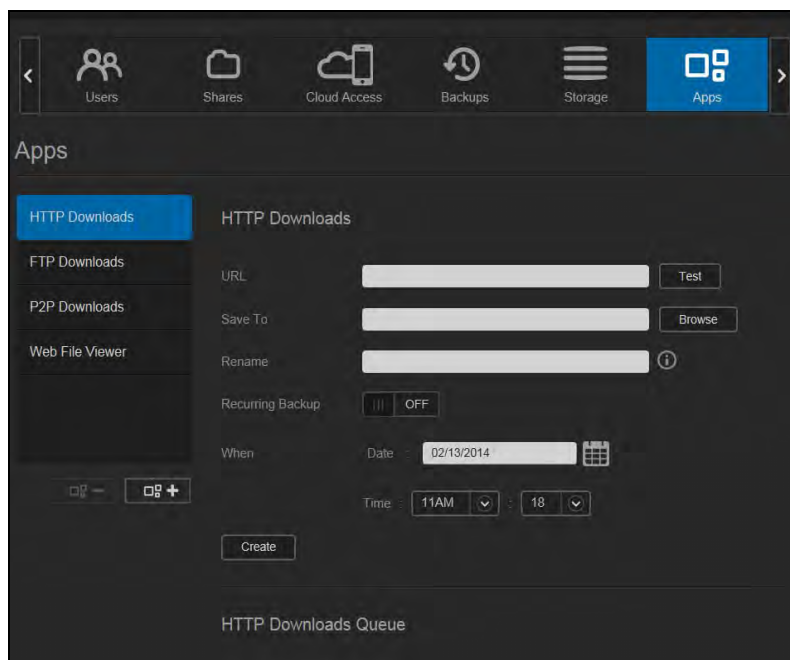 Users Shares Cloud Access Backups Storage Apps
Apps
HTTP Downloads
FTP Downloads
P2P Downloads
Web File Viewer
HTTP Downloads
URL Test
Save To Browse
Rename
Recurring Backup OFF
When Date : 02/13/2014
Time : 11AM : 18
Create
HTTP Downloads Queue